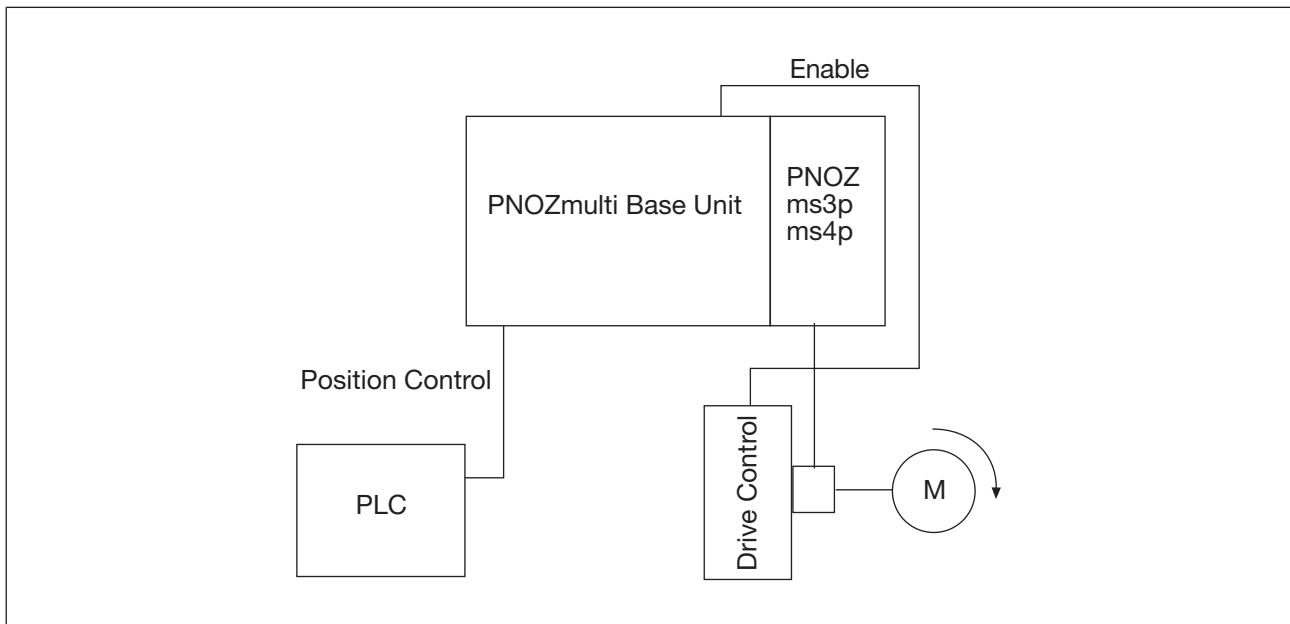 Enable
PNOZmulti Base Unit
PNOZ
ms3p
ms4p
Position Control
PLC
Drive Control
M